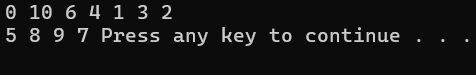 0 10 6 4 1 3 2
5 8 9 7 Press any key to continue . . .